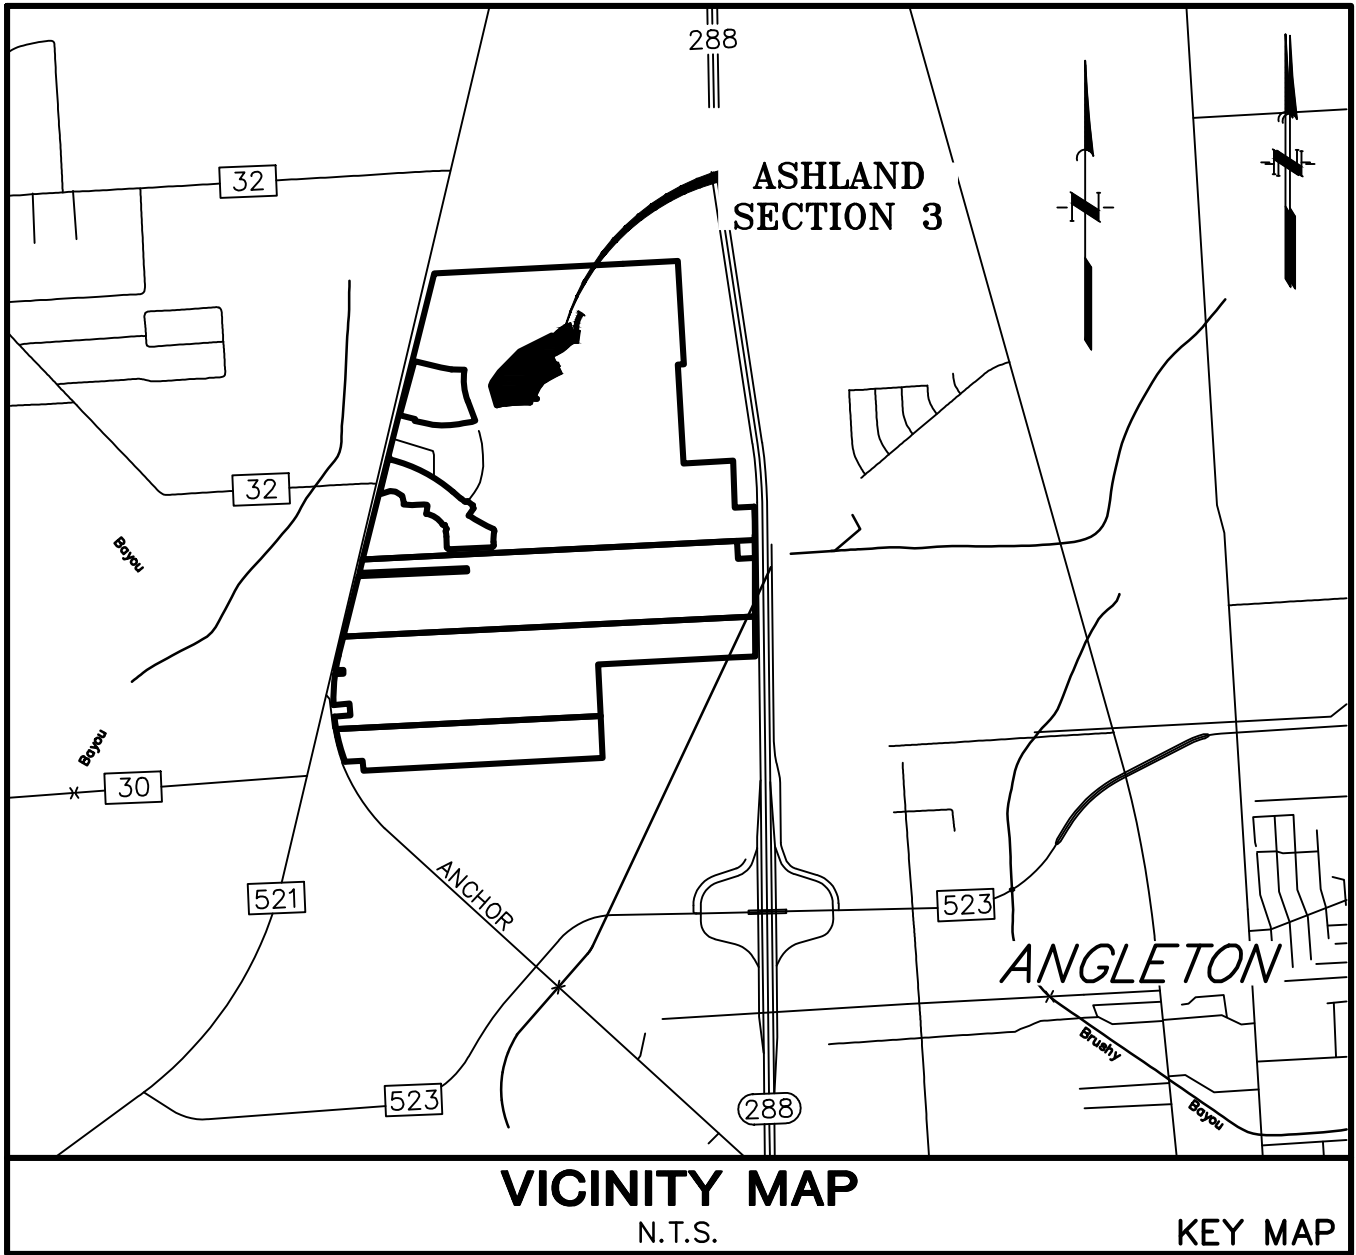 288
ASHLAND
SECTION 3
32
N
N
32
Bayou
Bayou
30
ANCHOR
521
523
ANGLETON
Brushy
Bayou
523
288
VICINITY MAP
N.T.S.
KEY MAP